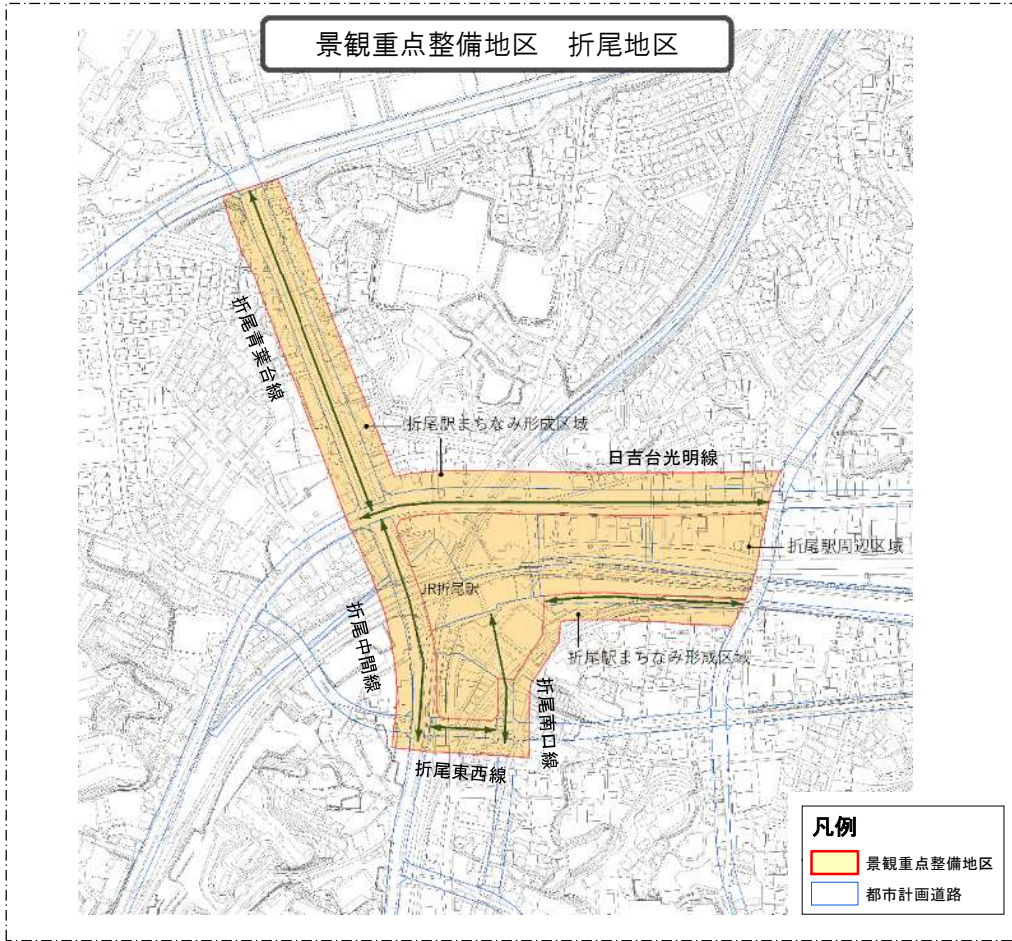 景観重点整備地区　折尾地区
折尾青葉台線
折尾駅まちなみ形成区域
日吉台光明線
折尾駅周辺区域
JR折尾駅
折尾中間線
折尾駅まちなみ形成区域
折尾南口線
折尾東西線
凡例
景観重点整備地区
都市計画道路